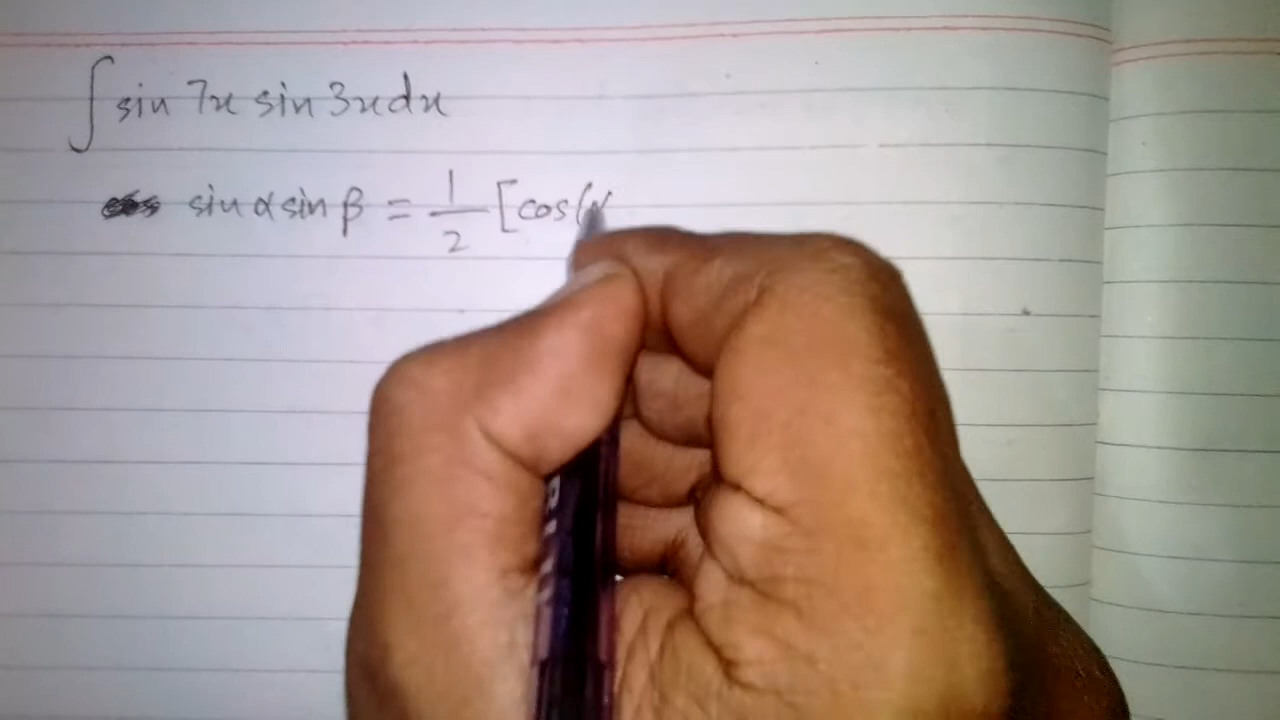 ∫ sin 7x sin 3x dx
sin α sin β = 1/2 [cos(α